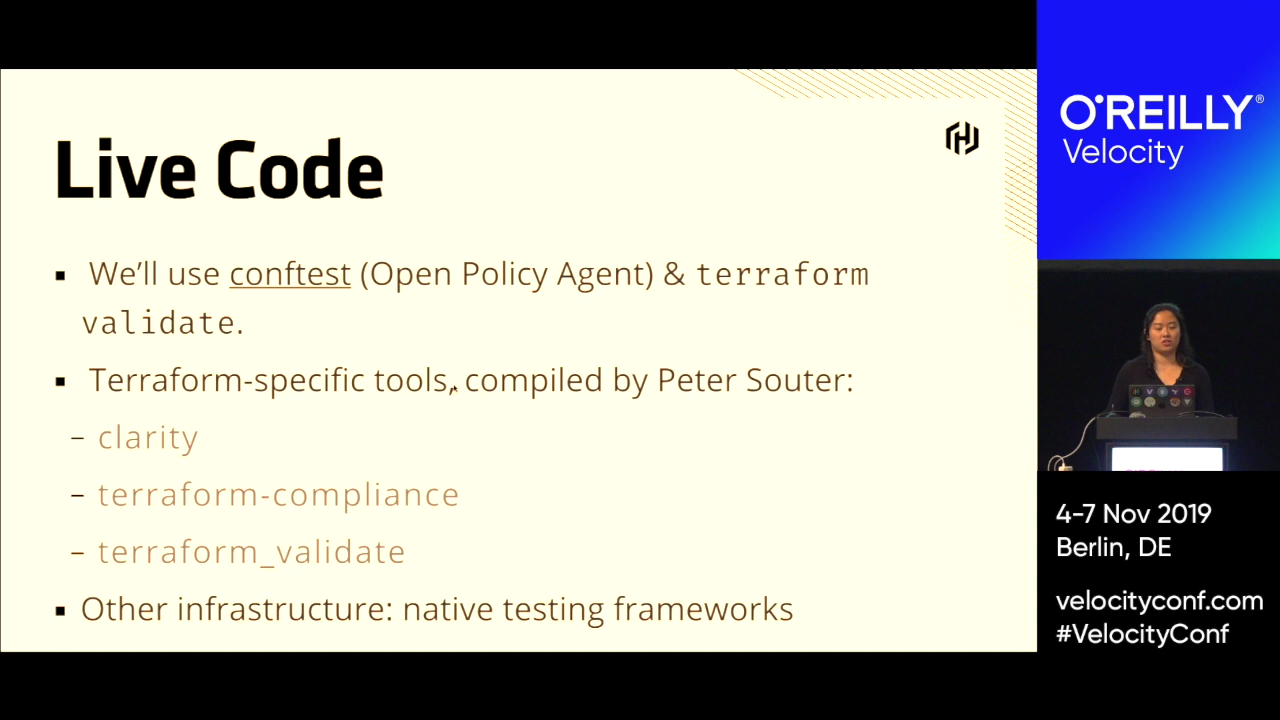 Live Code
▪ We’ll use conftest (Open Policy Agent) & terraform
validate.
▪ Terraform-specific tools, compiled by Peter Souter:
– clarity
– terraform-compliance
– terraform_validate
▪ Other infrastructure: native testing frameworks
O'REILLY®
Velocity
4-7 Nov 2019
Berlin, DE
velocityconf.com
#VelocityConf